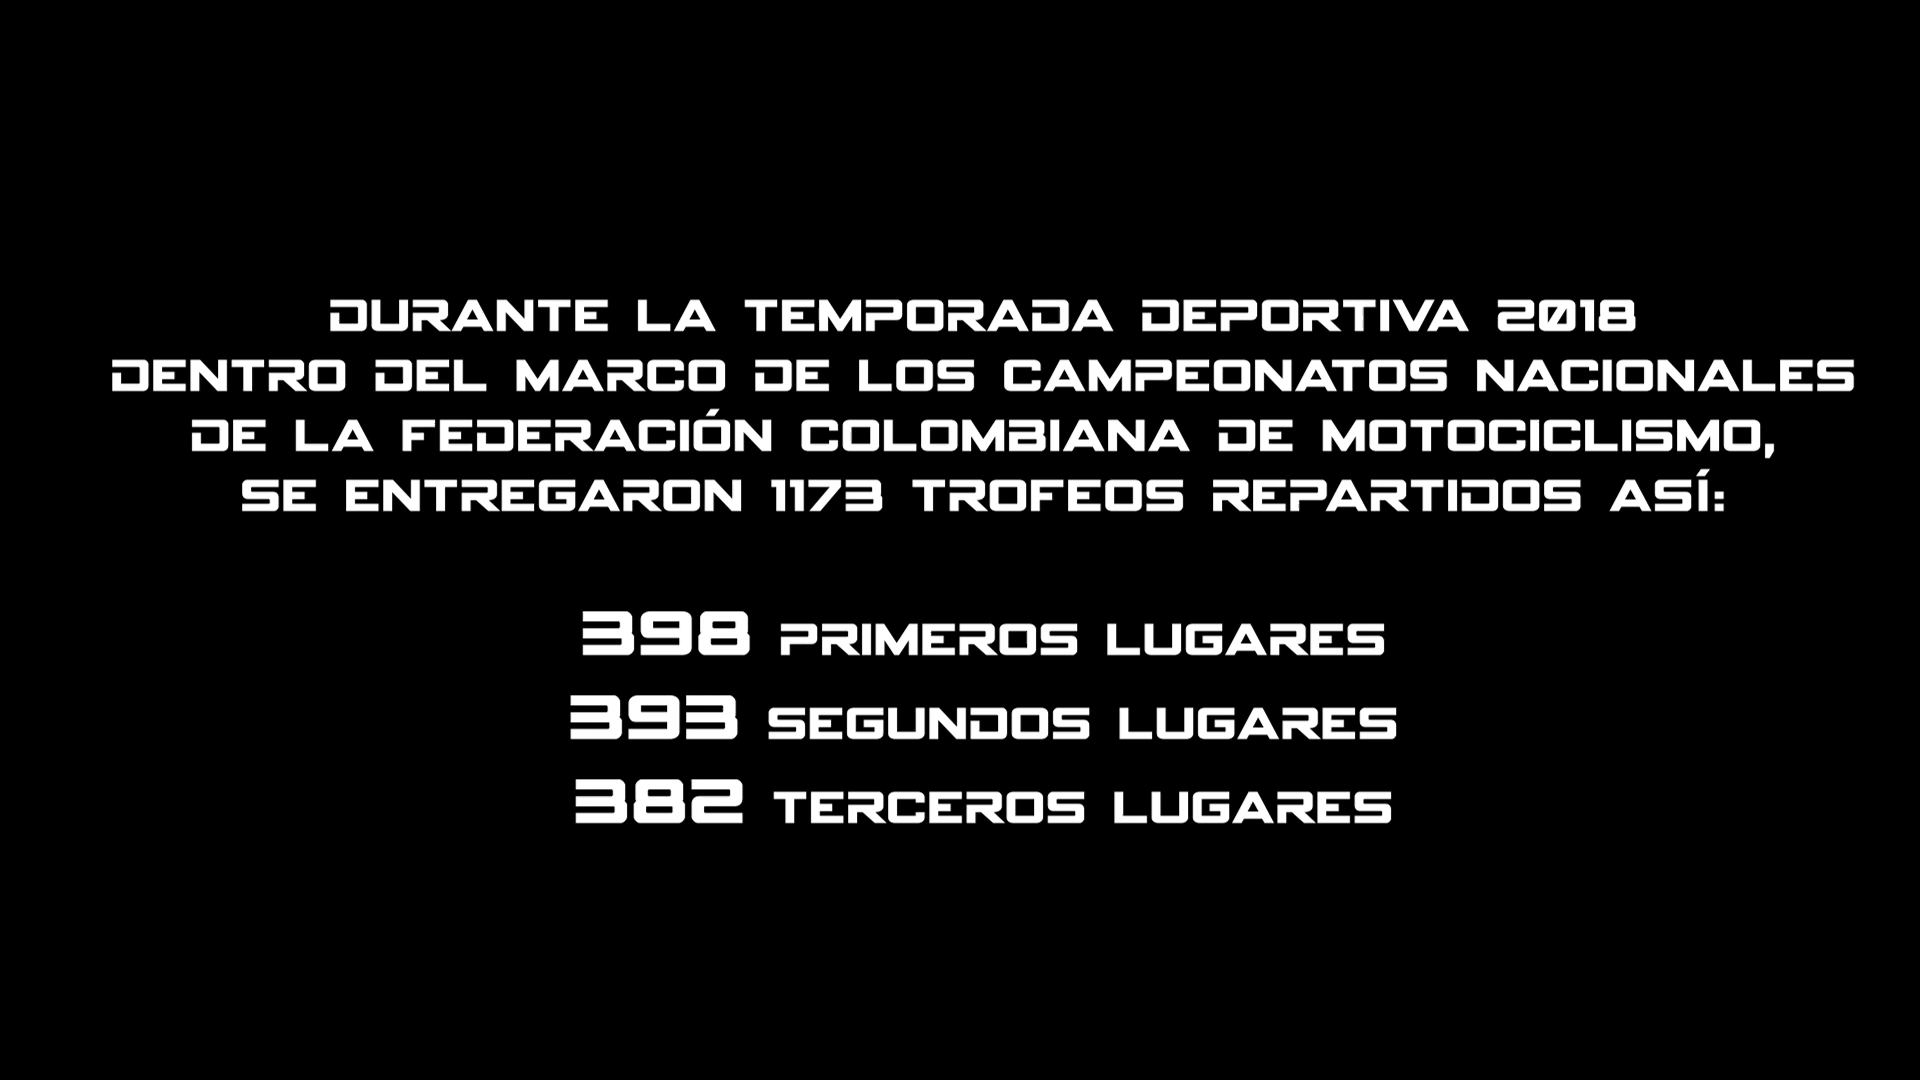 DURANTE LA TEMPORADA DEPORTIVA 2018
DENTRO DEL MARCO DE LOS CAMPEONATOS NACIONALES
DE LA FEDERACIÓN COLOMBIANA DE MOTOCICLISMO,
SE ENTREGARON 1173 TROFEOS REPARTIDOS ASÍ:
398 PRIMEROS LUGARES
393 SEGUNDOS LUGARES
382 TERCEROS LUGARES